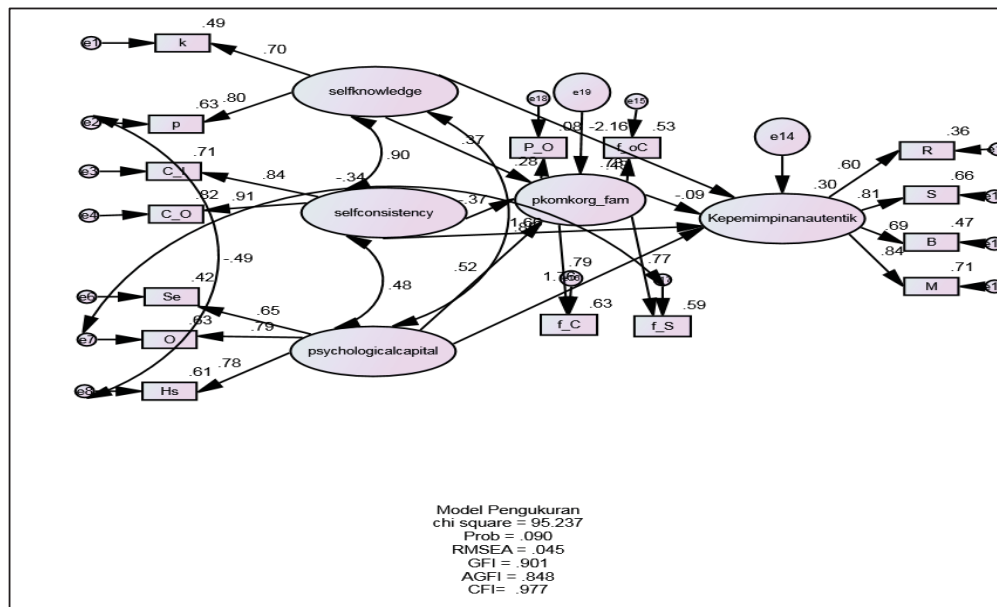 .49
e1
k
.70
selfknowledge
.63
.80
e2
p
.71
e3
C_I
.84
.90
.82
.91
e4
C_O
-.34
selfconsistency
-.37
-.49
.42
e6
Se
.65
.48
.52
.63
e7
O
.79
psychologicalcapital
.61
.78
e8
Hs
.37
e18
e19
e15
P_O
.08
-2.16
.53
f_oC
.28
pkomkorg_fam
-.09
.79
.77
.63
.59
f_C
f_S
e14
.30
Kepemimpinanautentik
.36
.60
R
.66
.81
S
.47
.69
B
.84
.71
M
Model Pengukuran
chi square = 95.237
Prob = .090
RMSEA = .045
GFI = .901
AGFI = .848
CFI= .977